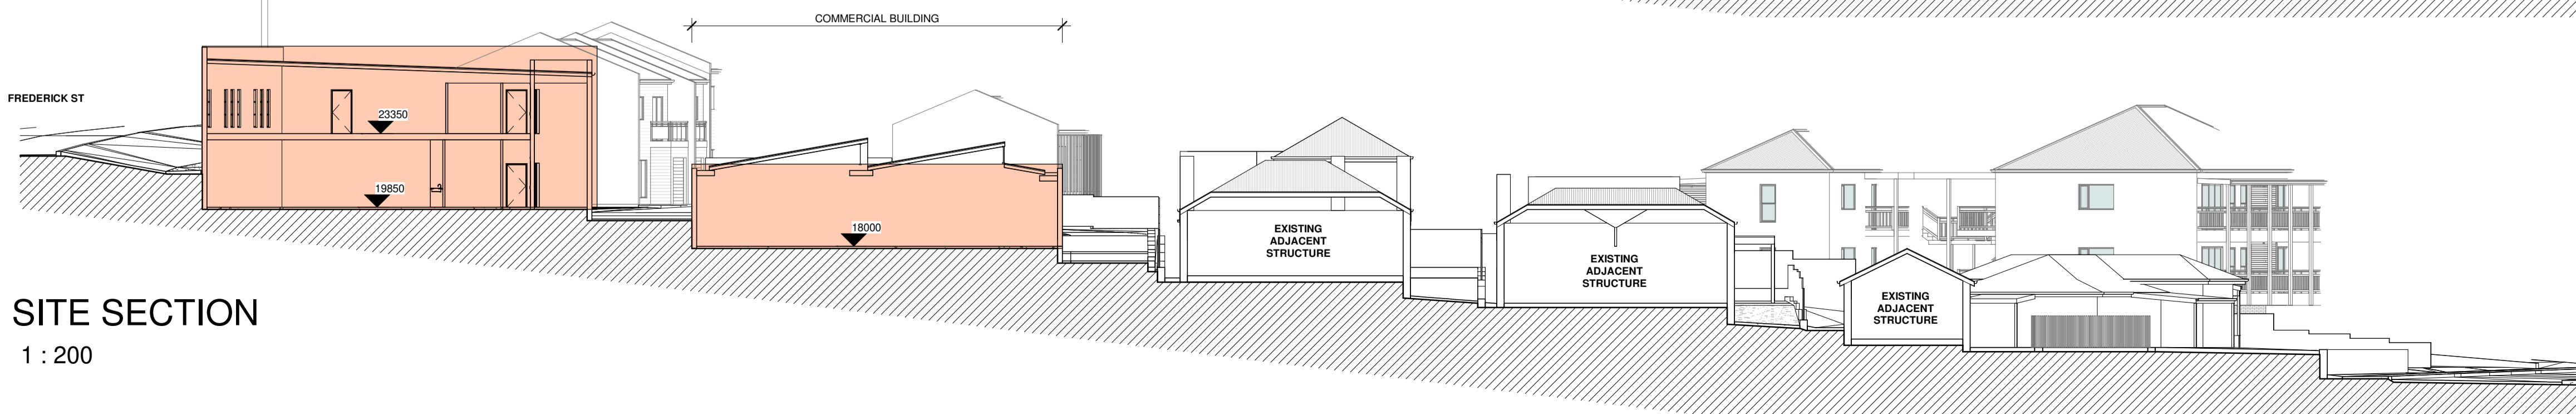 COMMERCIAL BUILDING
FREDERICK ST
23350
19850
18000
EXISTING
ADJACENT
STRUCTURE
EXISTING
ADJACENT
STRUCTURE
EXISTING
ADJACENT
STRUCTURE
SITE SECTION
1 : 200